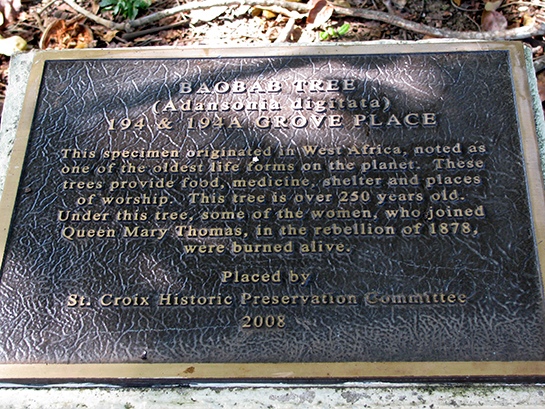 BAOBAB TREE
(Adansonia digitata)
194 & 194A GROVE PLACE
This specimen originated in West Africa, noted as
one of the oldest life forms on the planet. These
trees provide food, medicine, shelter and places
of worship. This tree is over 250 years old.
Under this tree, some of the women, who joined
Queen Mary Thomas, in the rebellion of 1878,
were burned alive.
Placed by
St. Croix Historic Preservation Committee
2008